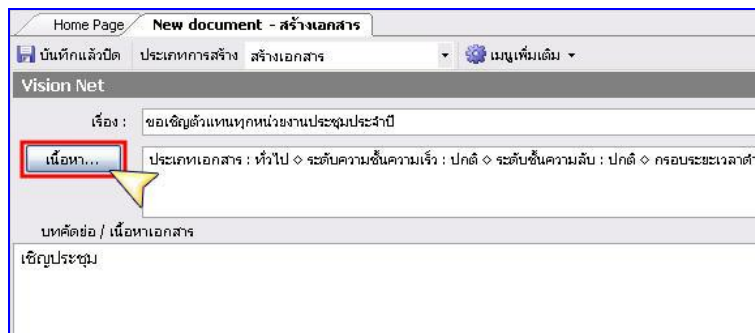 Home Page New document - สร้างเอกสาร
บันทึกแล้วปิด ประเภทการสร้าง สร้างเอกสาร เมนูเพิ่มเติม
Vision Net
เรื่อง : ขอเชิญตัวแทนทุกหน่วยงานประชุมประจำปี
เนื้อหา... ประเภทเอกสาร : ทั่วไป ◇ ระดับความชั้นความเร็ว : ปกติ ◇ ระดับชั้นความลับ : ปกติ ◇ กรอบระยะเวลาดำ
บทคัดย่อ / เนื้อหาเอกสาร
เชิญประชุม